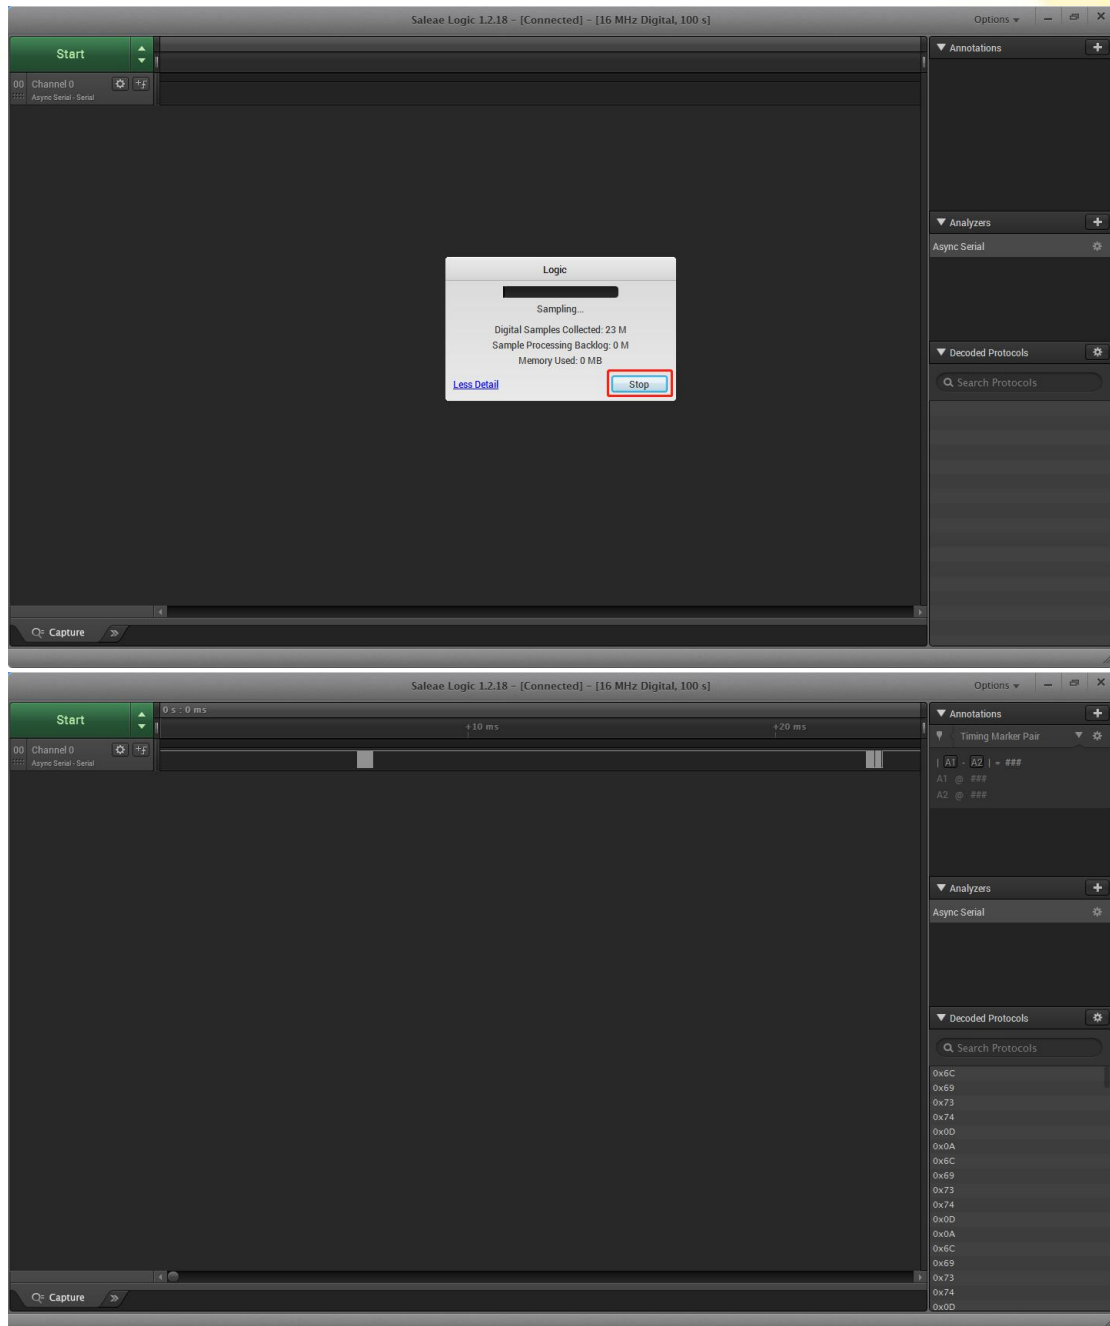 Saleae Logic 1.2.18 - [Connected] - [16 MHz Digital, 100 s]
Options
Start
Annotations
00 Channel 0
Async Serial - Serial
Analyzers
Async Serial
Logic
Sampling...
Digital Samples Collected: 23 M
Sample Processing Backlog: 0 M
Memory Used: 0 MB
Less Detail
Stop
Decoded Protocols
Search Protocols
Capture
Saleae Logic 1.2.18 - [Connected] - [16 MHz Digital, 100 s]
Options
Start
0 s : 0 ms
+10 ms
+20 ms
Annotations
Timing Marker Pair
00 Channel 0
Async Serial - Serial
| A1 - A2 | = ###
A1 @ ###
A2 @ ###
Analyzers
Async Serial
Decoded Protocols
Search Protocols
0x6C
0x69
0x73
0x74
0x0D
0x0A
0x6C
0x69
0x73
0x74
0x0D
0x0A
0x6C
0x69
0x73
0x74
0x0D
Capture